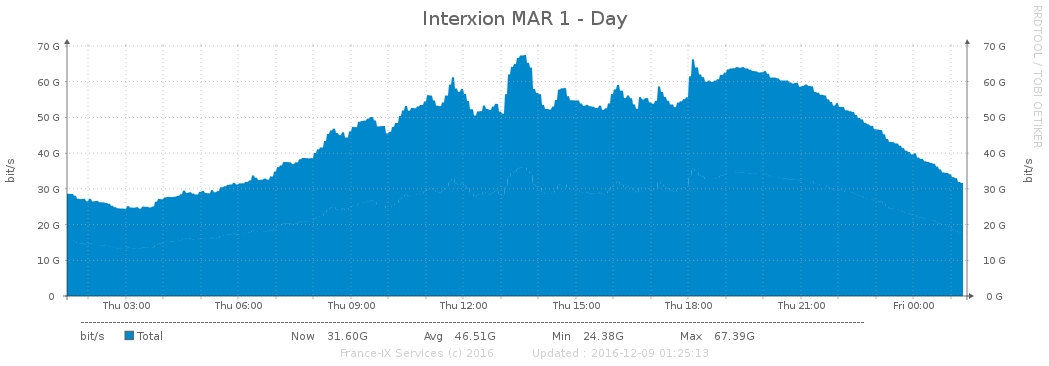 Interxion MAR 1 - Day
RRDTOOL / TOBI OETIKER
bit/s
bit/s
70 G 70 G
60 G 60 G
50 G 50 G
40 G 40 G
30 G 30 G
20 G 20 G
10 G 10 G
0 0 G
Thu 03:00 Thu 06:00 Thu 09:00 Thu 12:00 Thu 15:00 Thu 18:00 Thu 21:00 Fri 00:00
bit/s Total Now 31.60G Avg 46.51G Min 24.38G Max 67.39G
France-IX Services (c) 2016 Updated : 2016-12-09 01:25:13